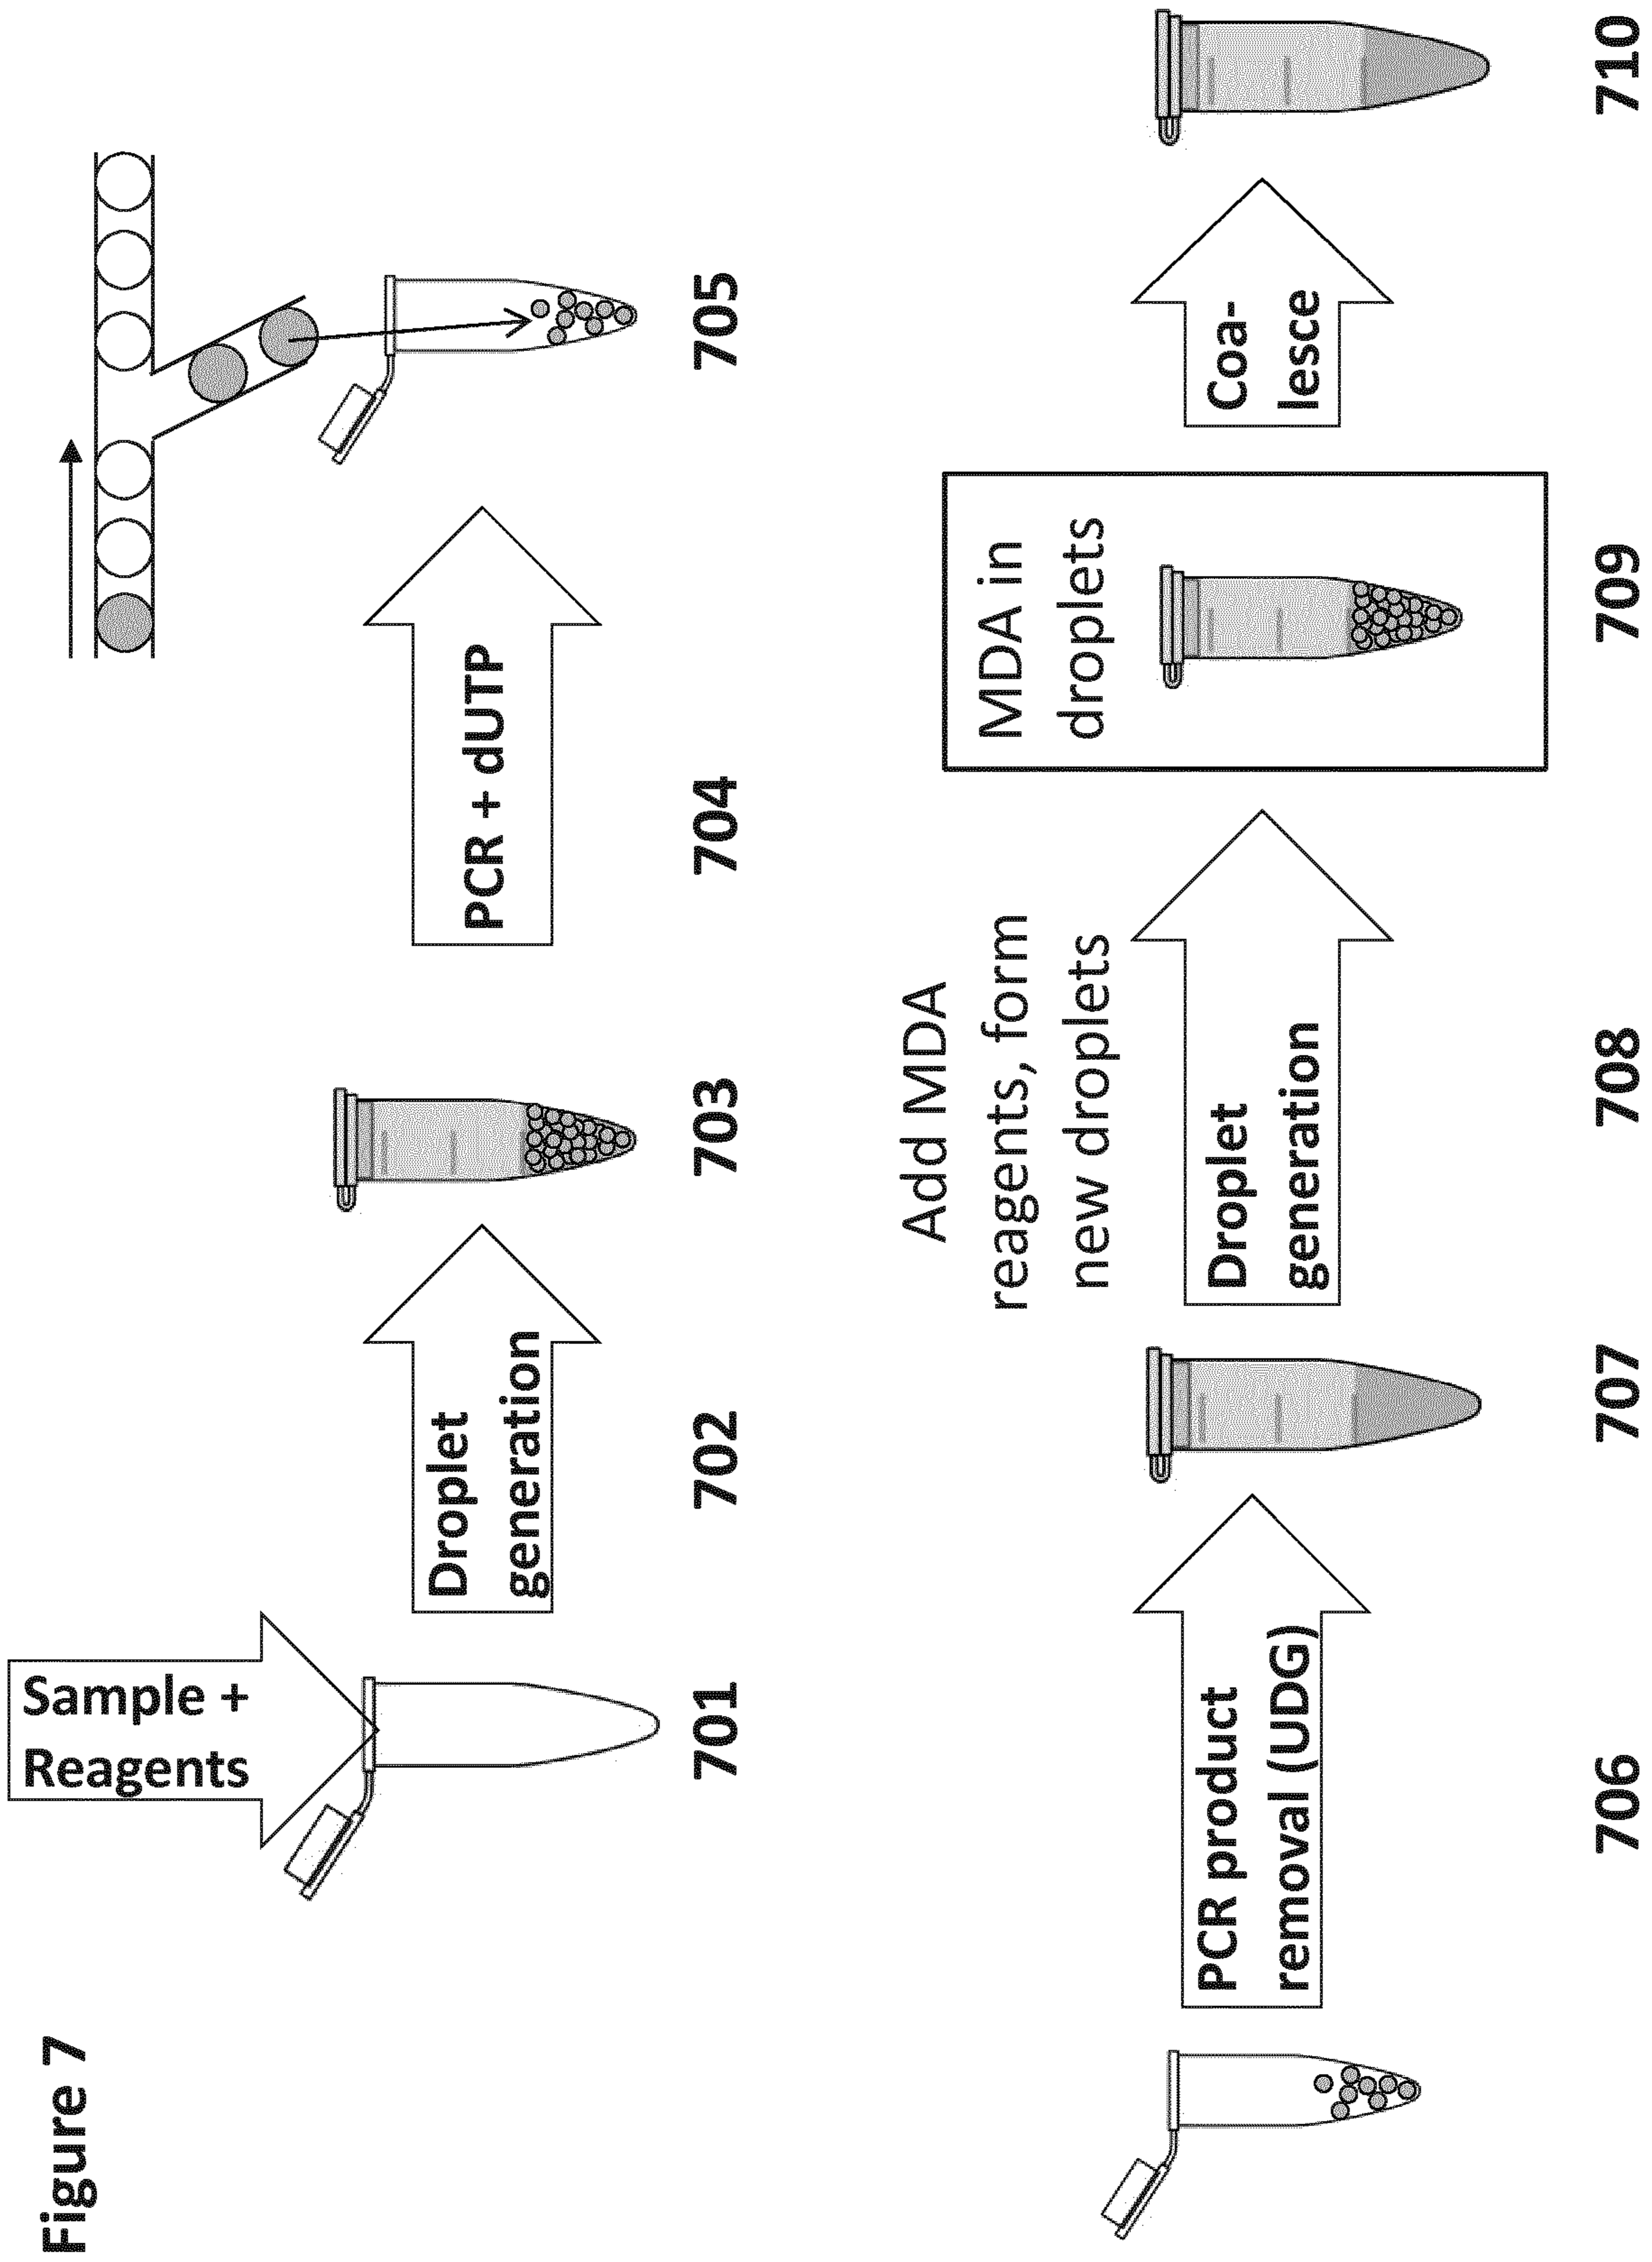 Figure 7
Sample +
Reagents
Droplet
generation
PCR + dUTP
701
702
703
704
705
PCR product
removal (UDG)
Add MDA
reagents, form
new droplets
Droplet
generation
MDA in
droplets
Coa-
lesce
706
707
708
709
710